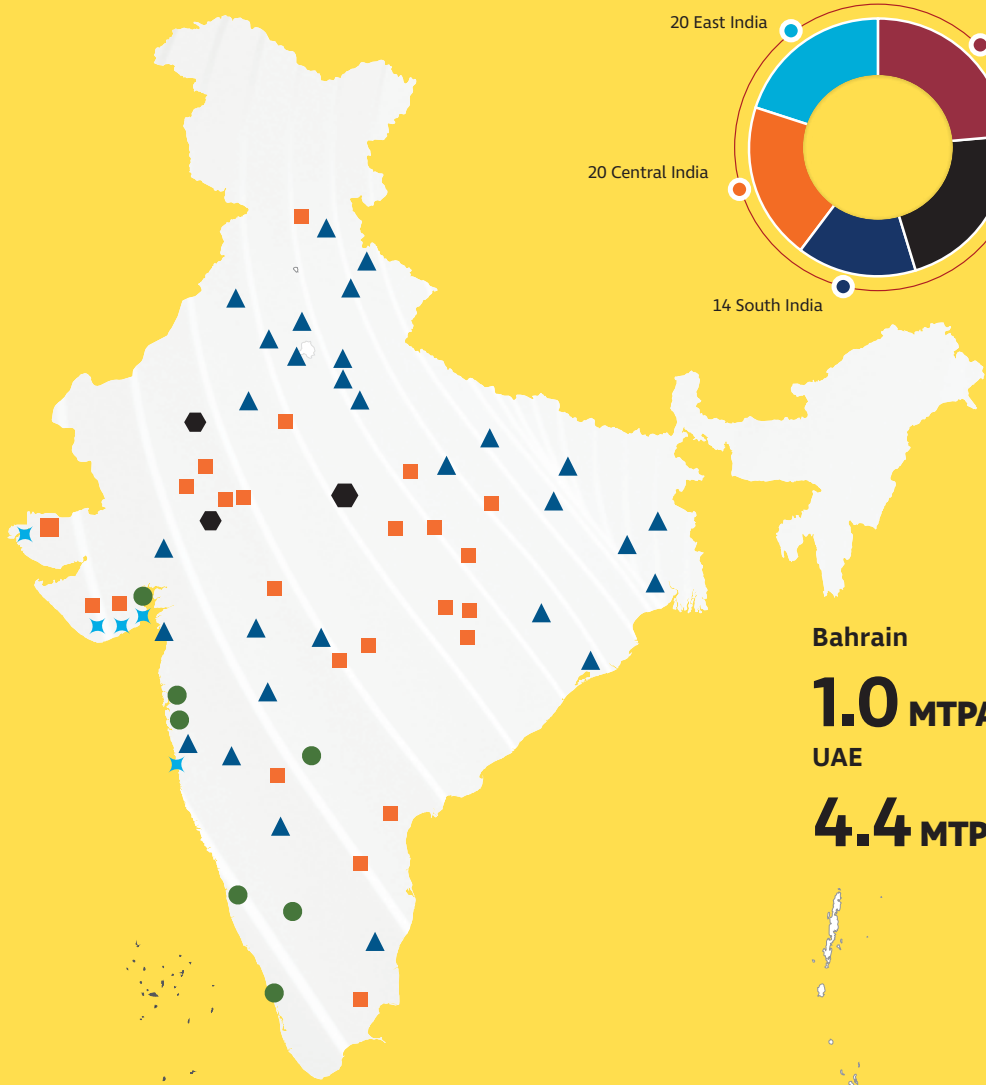 20 East India
20 Central India
14 South India
Bahrain
1.0 MTPA
UAE
4.4 MTP